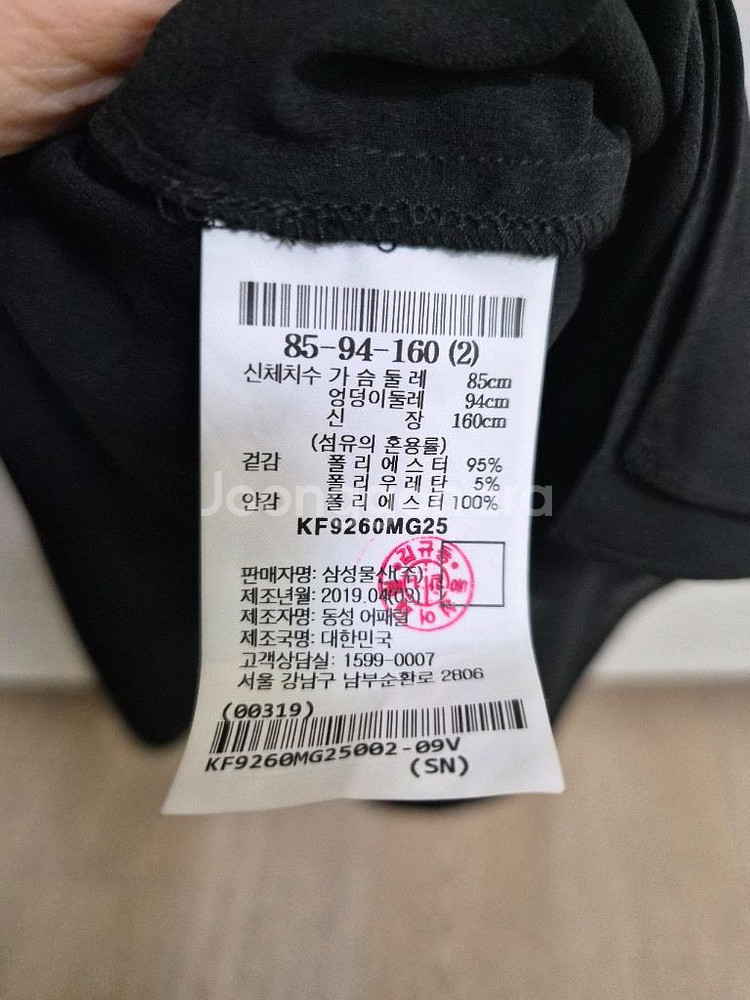 85-94-160 (2)
신체치수 가슴둘레 85cm
엉덩이둘레 94cm
신장 160cm
(섬유의 혼용률)
겉감 폴리에스터 95%
폴리우레탄 5%
안감 폴리에스터 100%
KF9260MG25
판매자명: 삼성물산(주)
제조년월: 2019.04(03)
제조자명: 동성 어패럴
제조국명: 대한민국
고객상담실: 1599-0007
서울 강남구 남부순환로 2806
(00319)
KF9260MG25002-09V
(SN)